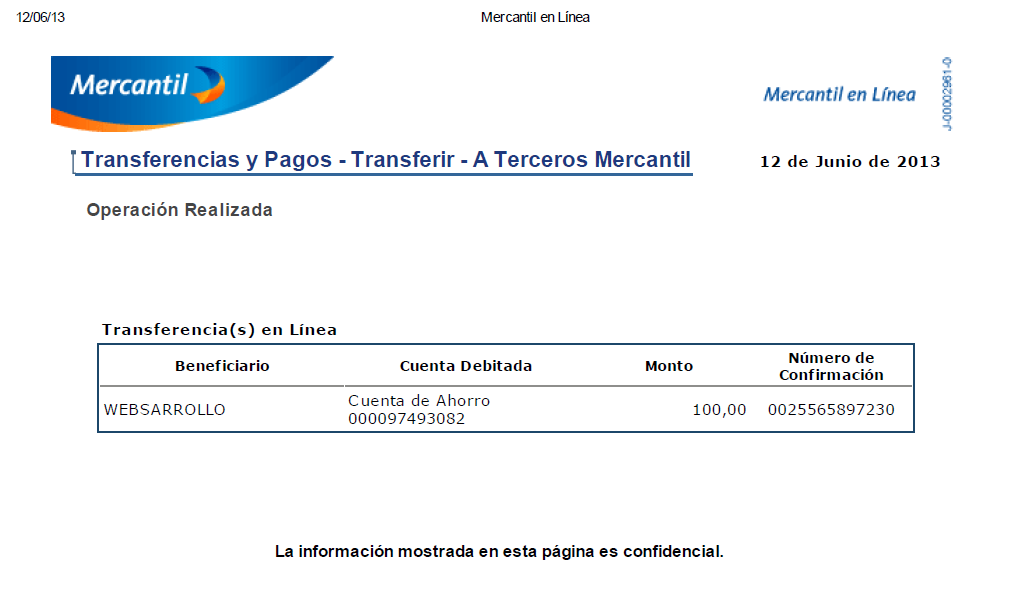 12/06/13 Mercantil en Línea
Mercantil
Mercantil en Línea
J-00002961-0
Transferencias y Pagos - Transferir - A Terceros Mercantil
12 de Junio de 2013
Operación Realizada
Transferencia(s) en Línea
Beneficiario Cuenta Debitada Monto Número de
Confirmación
WEBSARROLLO Cuenta de Ahorro
000097493082 100,00 0025565897230
La información mostrada en esta página es confidencial.